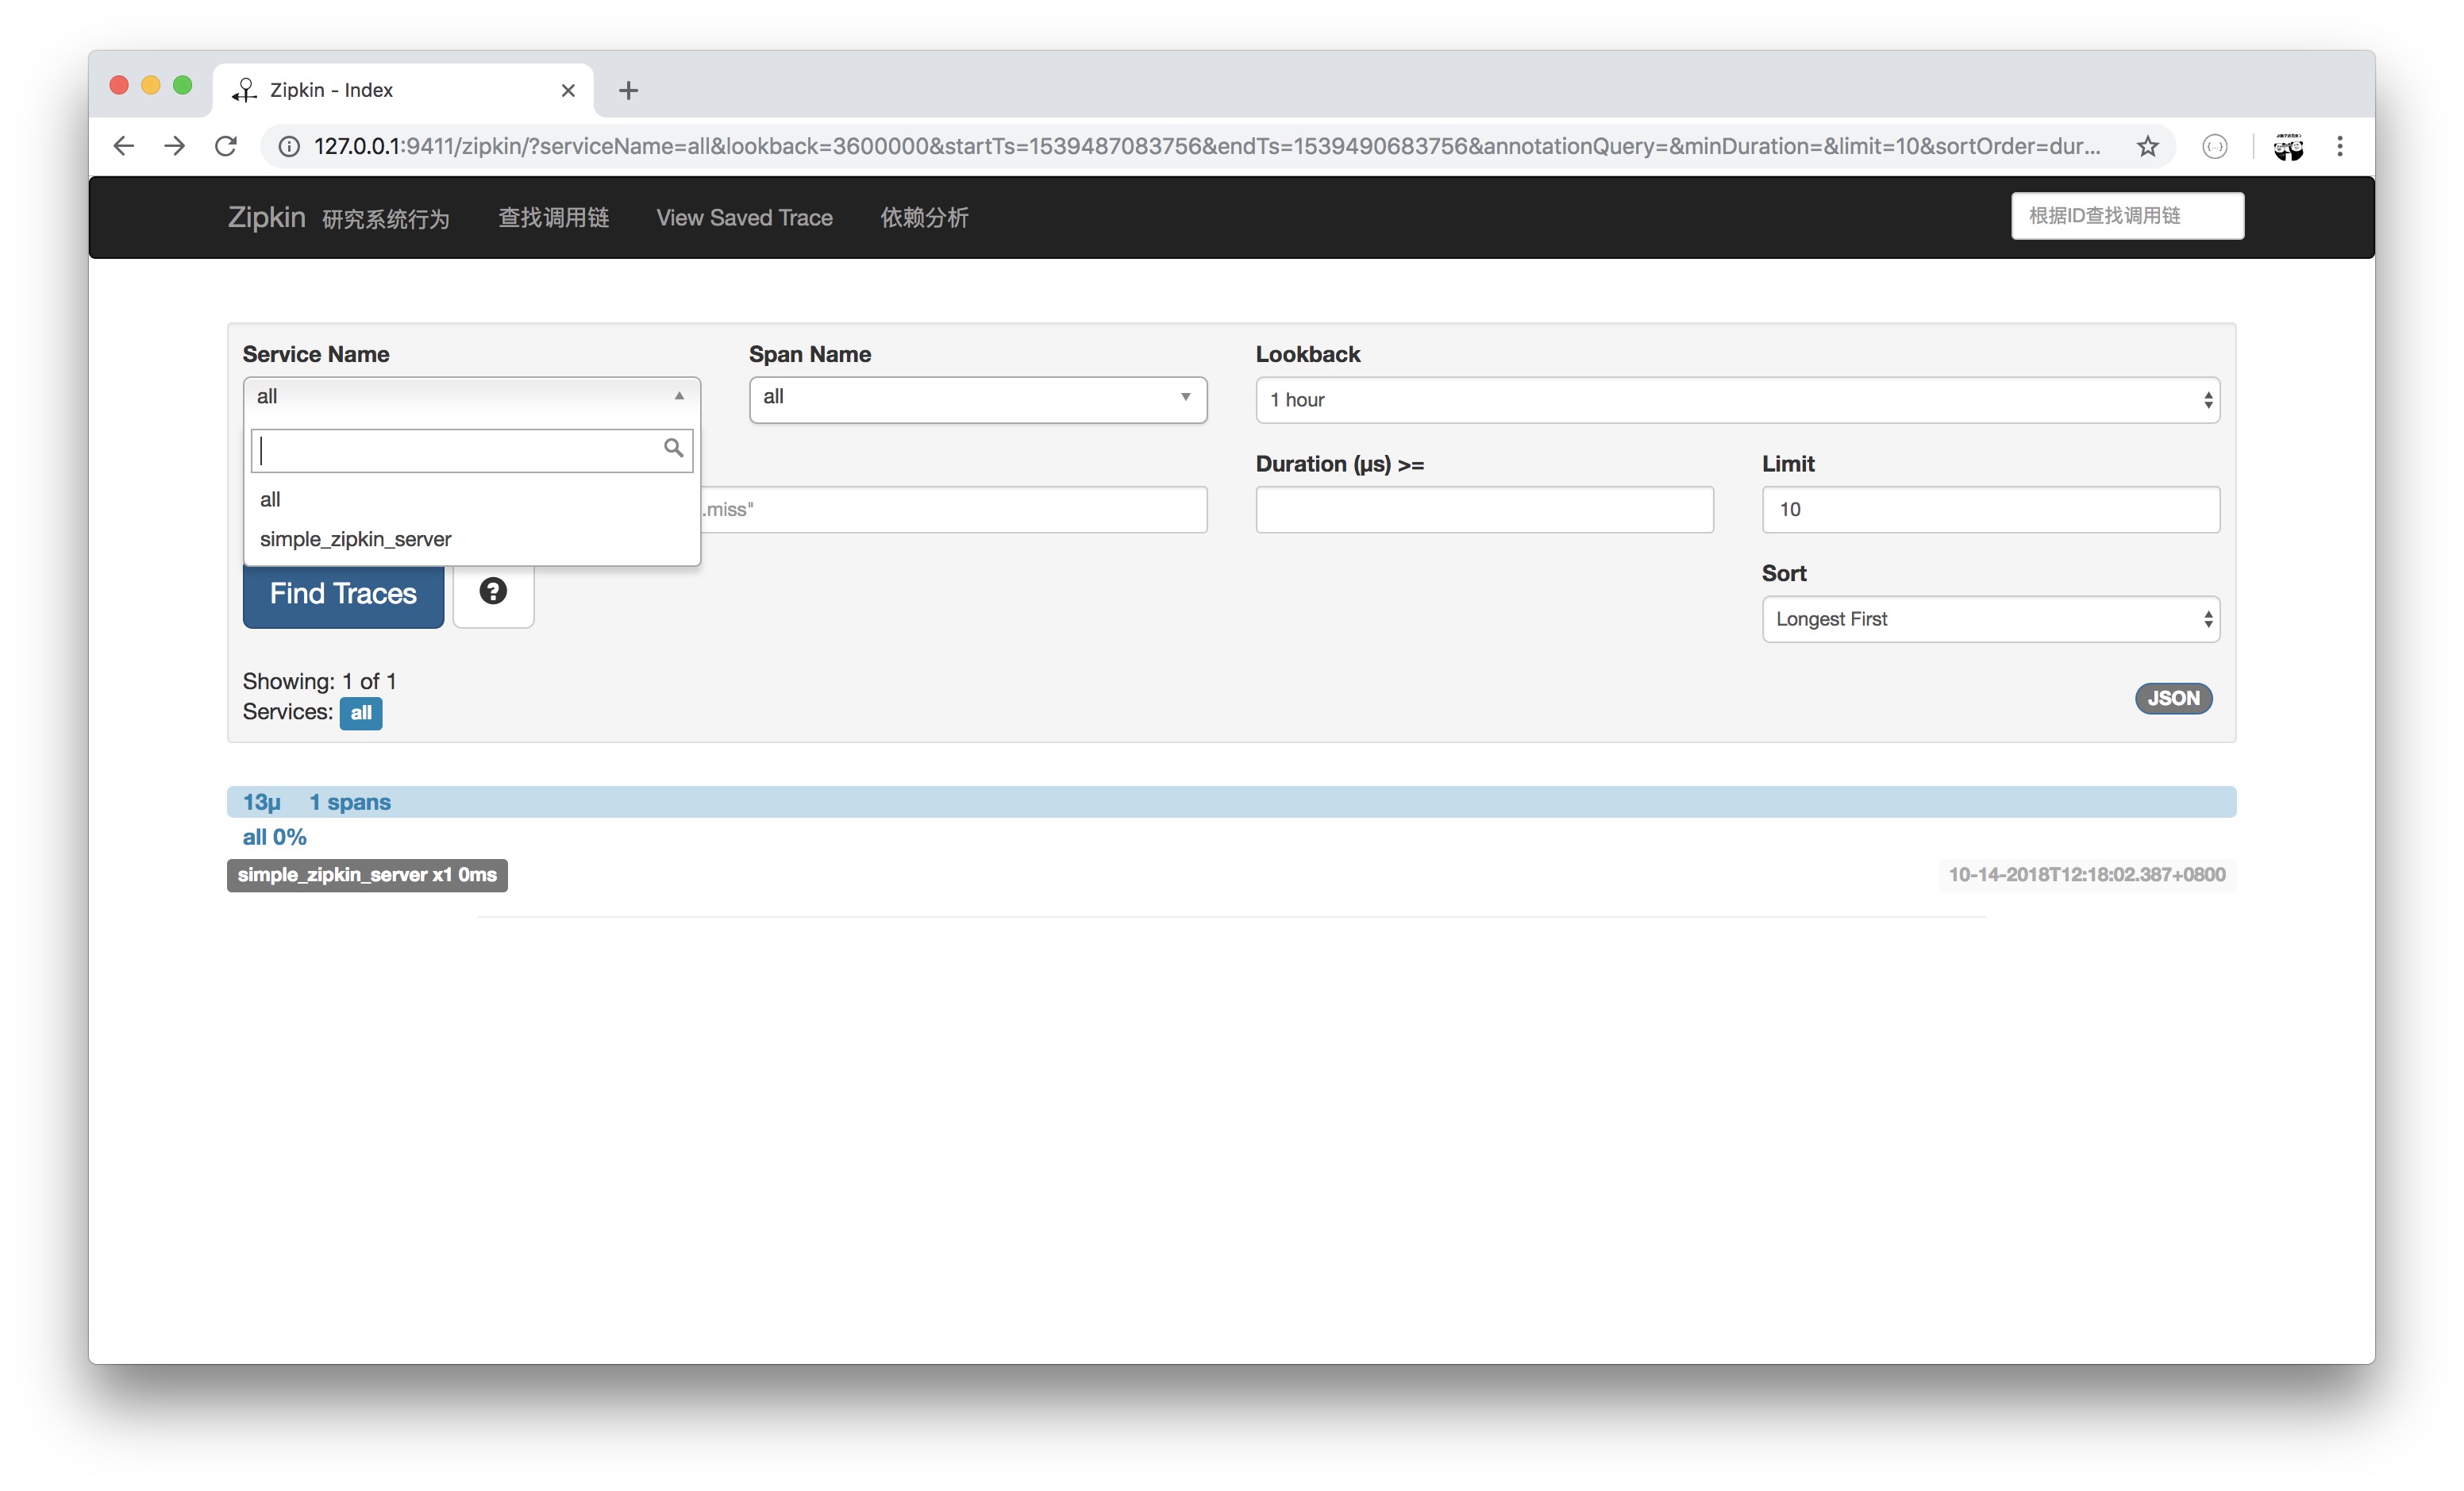 Zipkin - Index
127.0.0.1:9411/zipkin/?serviceName=all&lookback=3600000&startTs=1539487083756&endTs=1539490683756&annotationQuery=&minDuration=&limit=10&sortOrder=dur...
Zipkin 研究系统行为 查找调用链 View Saved Trace 依赖分析 根据ID查找调用链
Service Name Span Name Lookback
all all 1 hour
Duration (μs) >= Limit
all .miss" 10
simple_zipkin_server
Sort
Find Traces ? Longest First
Showing: 1 of 1
Services: all JSON
13μ 1 spans
all 0%
simple_zipkin_server x1 0ms 10-14-2018T12:18:02.387+0800